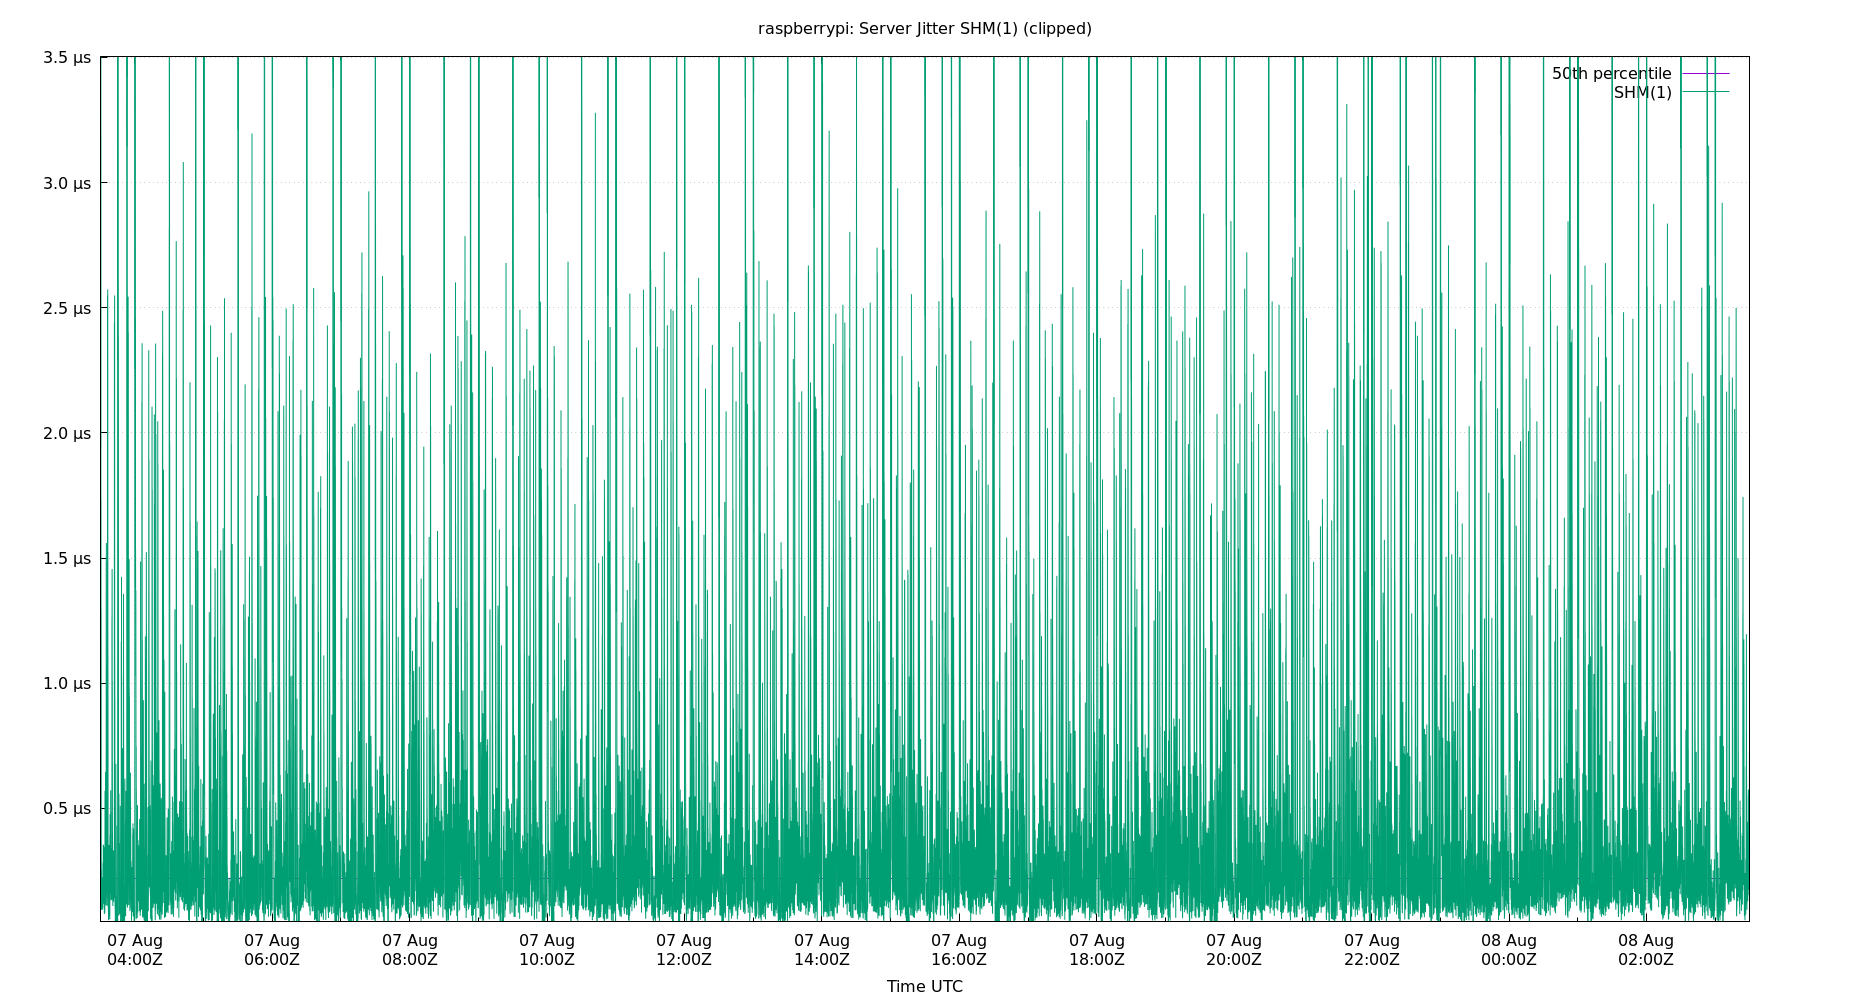 raspberrypi: Server Jitter SHM(1) (clipped)
3.5 μs
3.0 μs
2.5 μs
2.0 μs
1.5 μs
1.0 μs
0.5 μs
50th percentile
SHM(1)
07 Aug 07 Aug 07 Aug 07 Aug 07 Aug 07 Aug 07 Aug 07 Aug 07 Aug 07 Aug 08 Aug 08 Aug
04:00Z 06:00Z 08:00Z 10:00Z 12:00Z 14:00Z 16:00Z 18:00Z 20:00Z 22:00Z 00:00Z 02:00Z
Time UTC